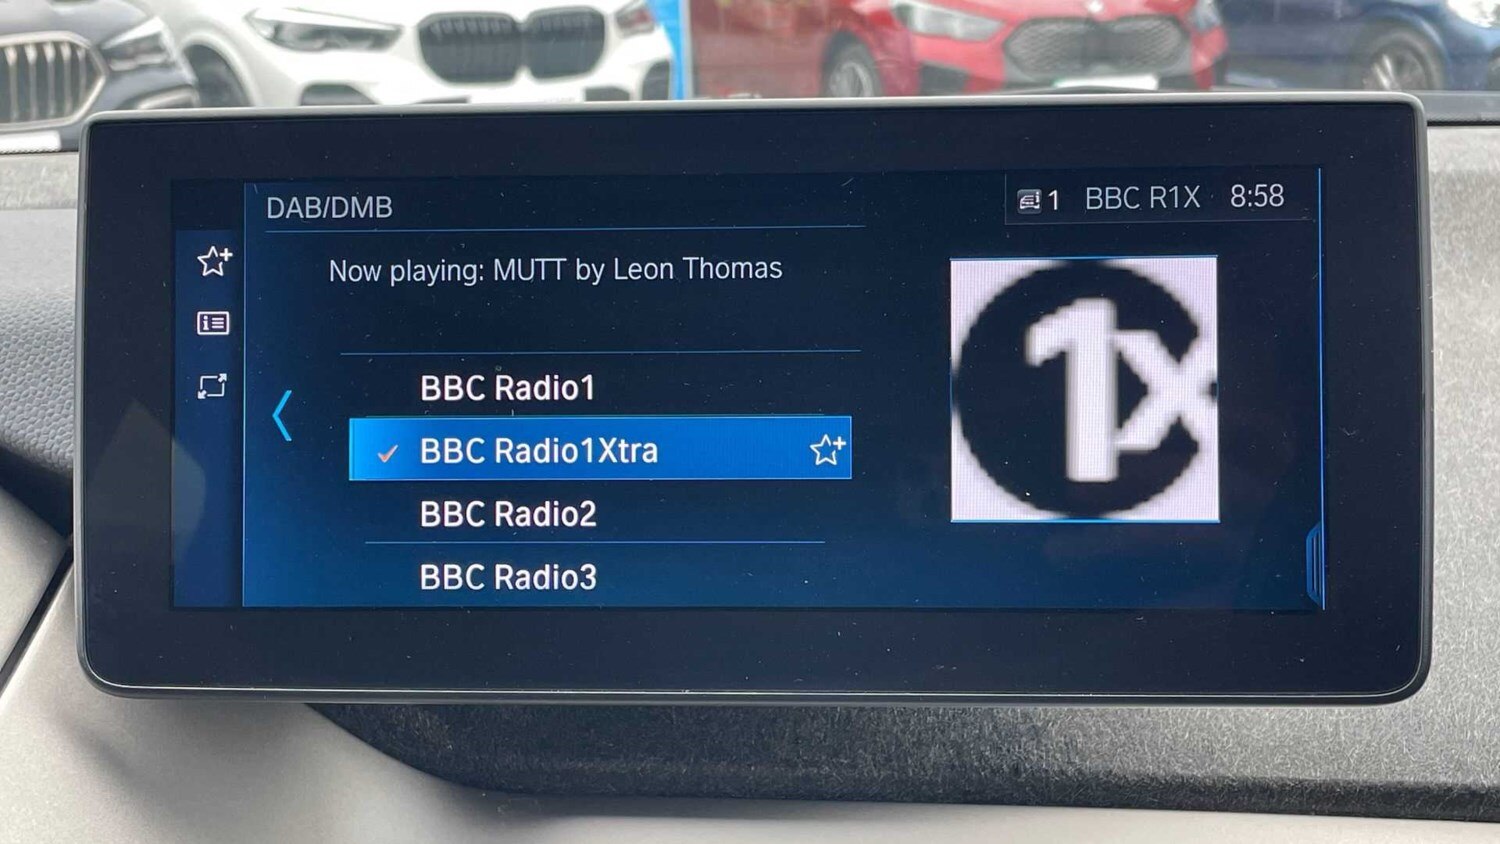 DAB/DMB
1 BBC R1X 8:58
Now playing: MUTT by Leon Thomas
BBC Radio1
BBC Radio1Xtra
BBC Radio2
BBC Radio3
1x